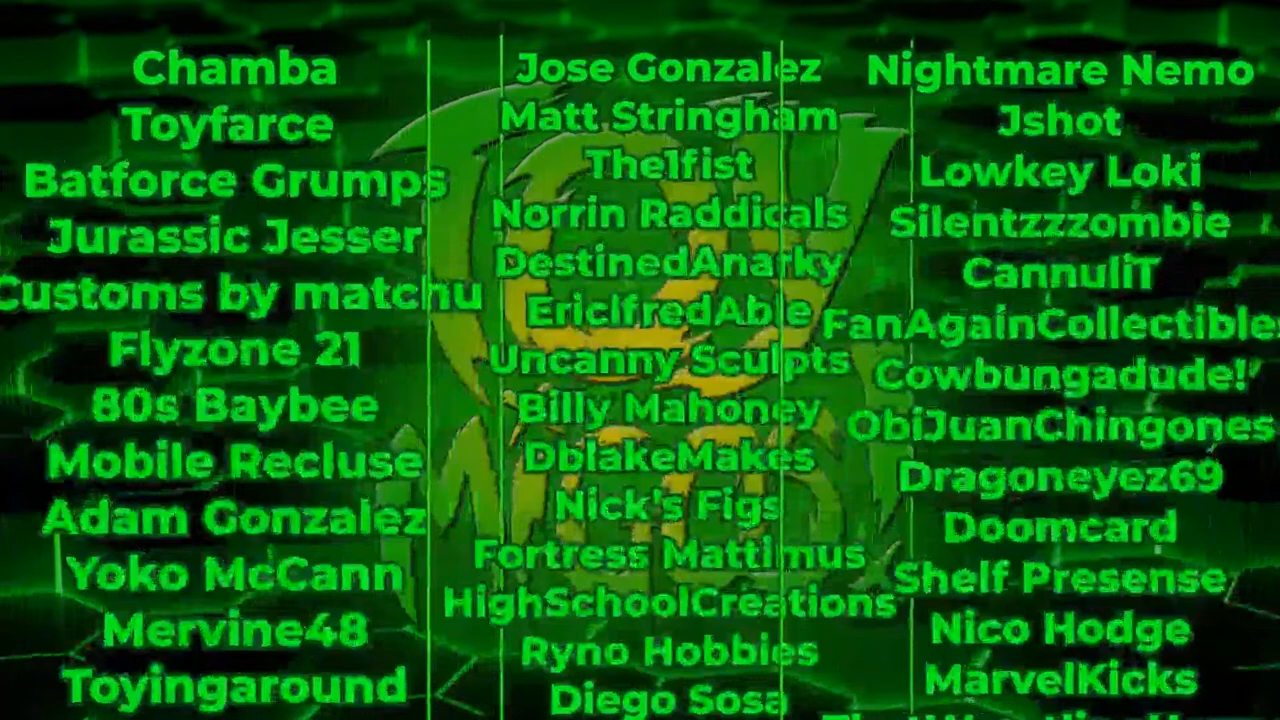 Chamba
Toyfarce
Batforce Grumps
Jurassic Jesser
Customs by matchu
Flyzone 21
80s Baybee
Mobile Recluse
Adam Gonzalez
Yoko McCann
Mervine48
Toyingaround
Jose Gonzalez
Matt Stringham
The1fist
Norrin Raddicals
DestinedAnarky
EricIfredAble
Uncanny Sculpts
Billy Mahoney
DblakeMakes
Nick's Figs
Fortress Mattimus
HighSchoolCreations
Ryno Hobbies
Diego Sosa
Nightmare Nemo
Jshot
Lowkey Loki
Silentzzzombie
CannuliT
FanAgainCollectibles
Cowbungadude!'
ObiJuanChingones
Dragoneyez69
Doomcard
Shelf Presense
Nico Hodge
MarvelKicks